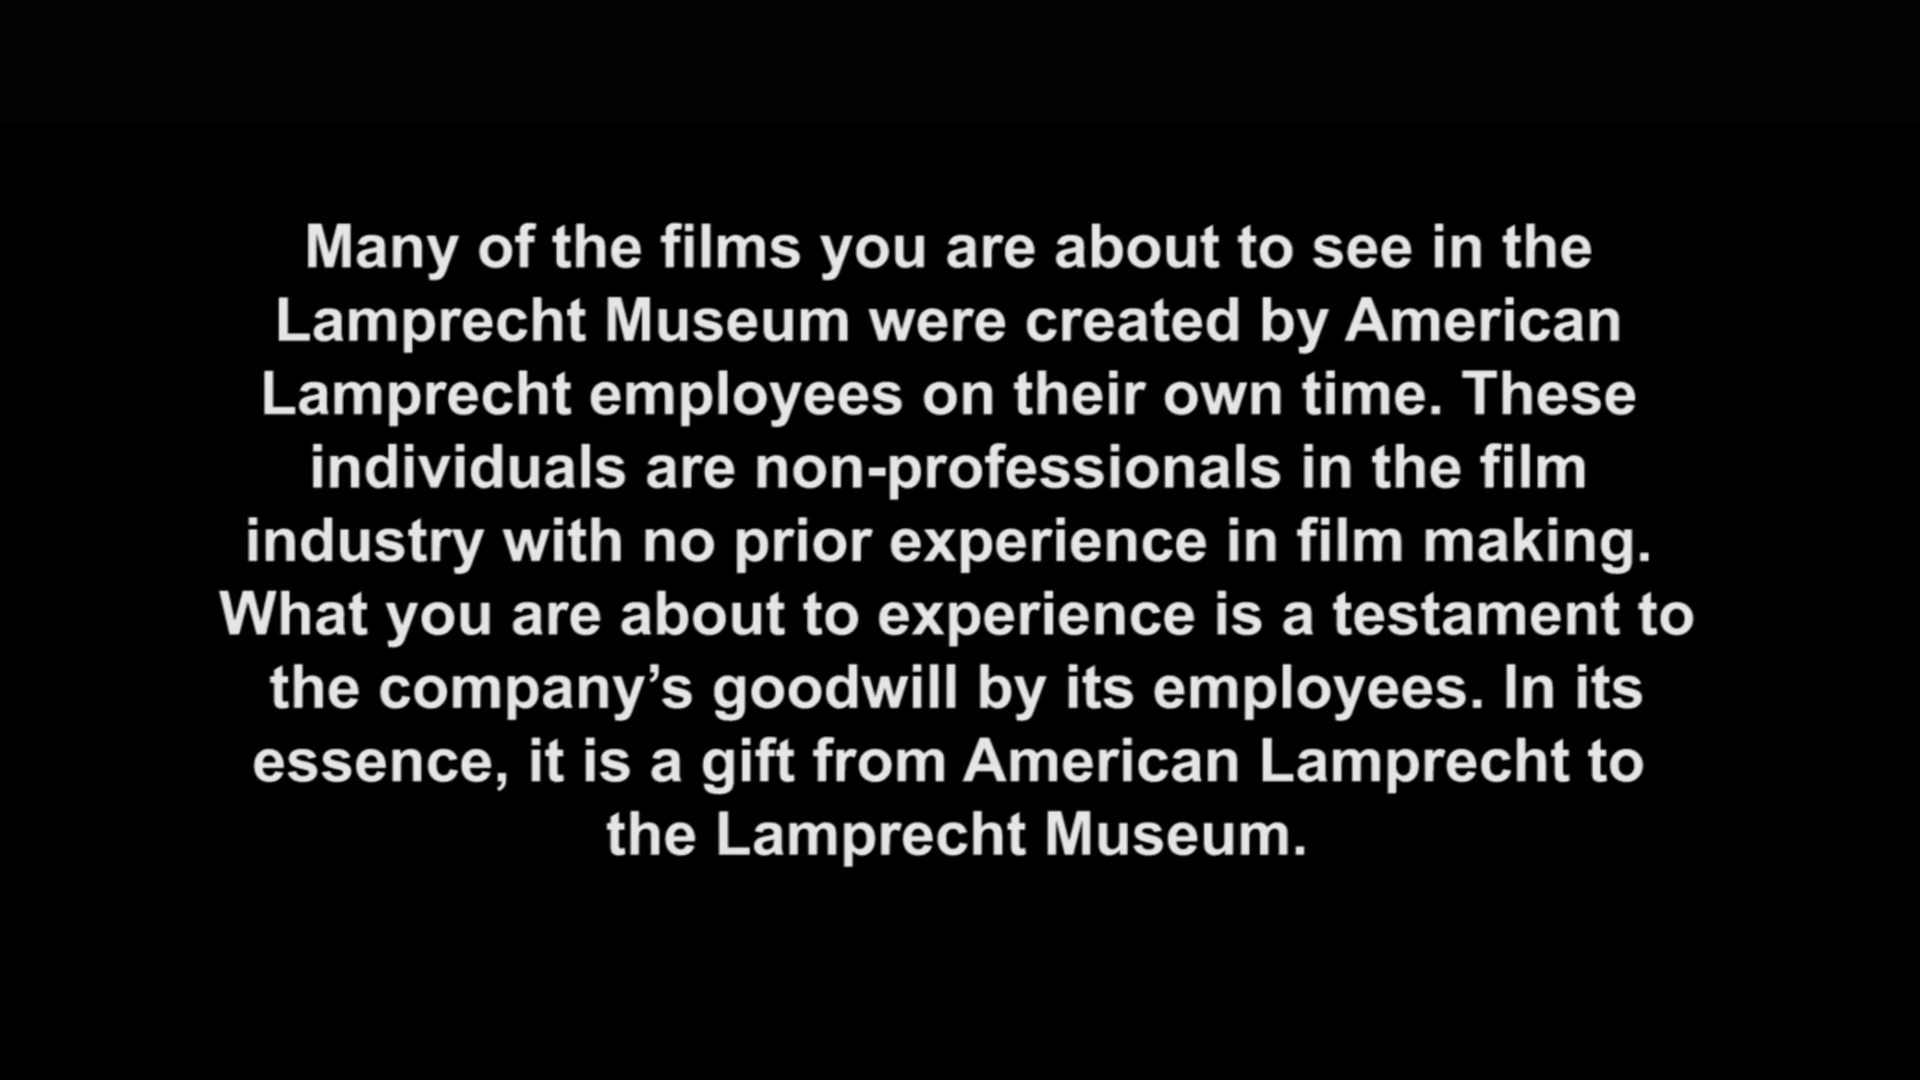 Many of the films you are about to see in the
Lamprecht Museum were created by American
Lamprecht employees on their own time. These
individuals are non-professionals in the film
industry with no prior experience in film making.
What you are about to experience is a testament to
the company’s goodwill by its employees. In its
essence, it is a gift from American Lamprecht to
the Lamprecht Museum.